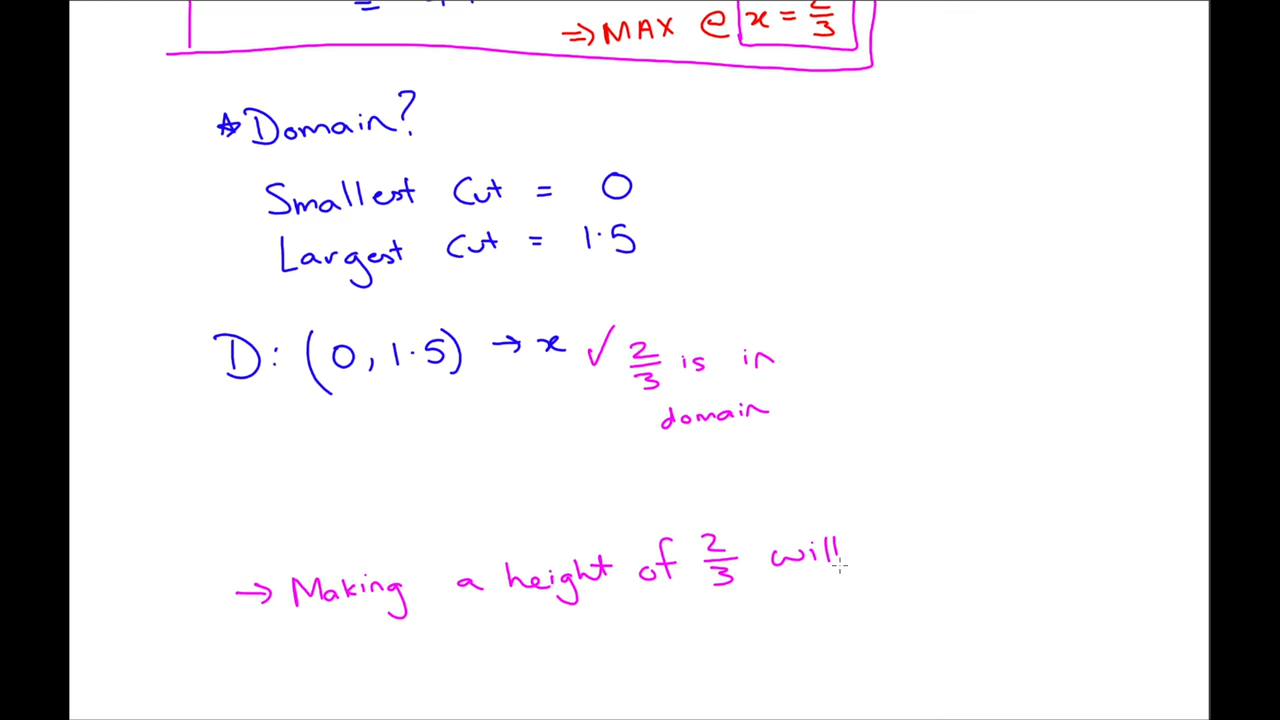 ⇒ MAX @ x = 2/3
* Domain?
Smallest Cut = 0
Largest Cut = 1.5
D: (0, 1.5) → x ✓ 2/3 is in
domain
→ Making a height of 2/3 will